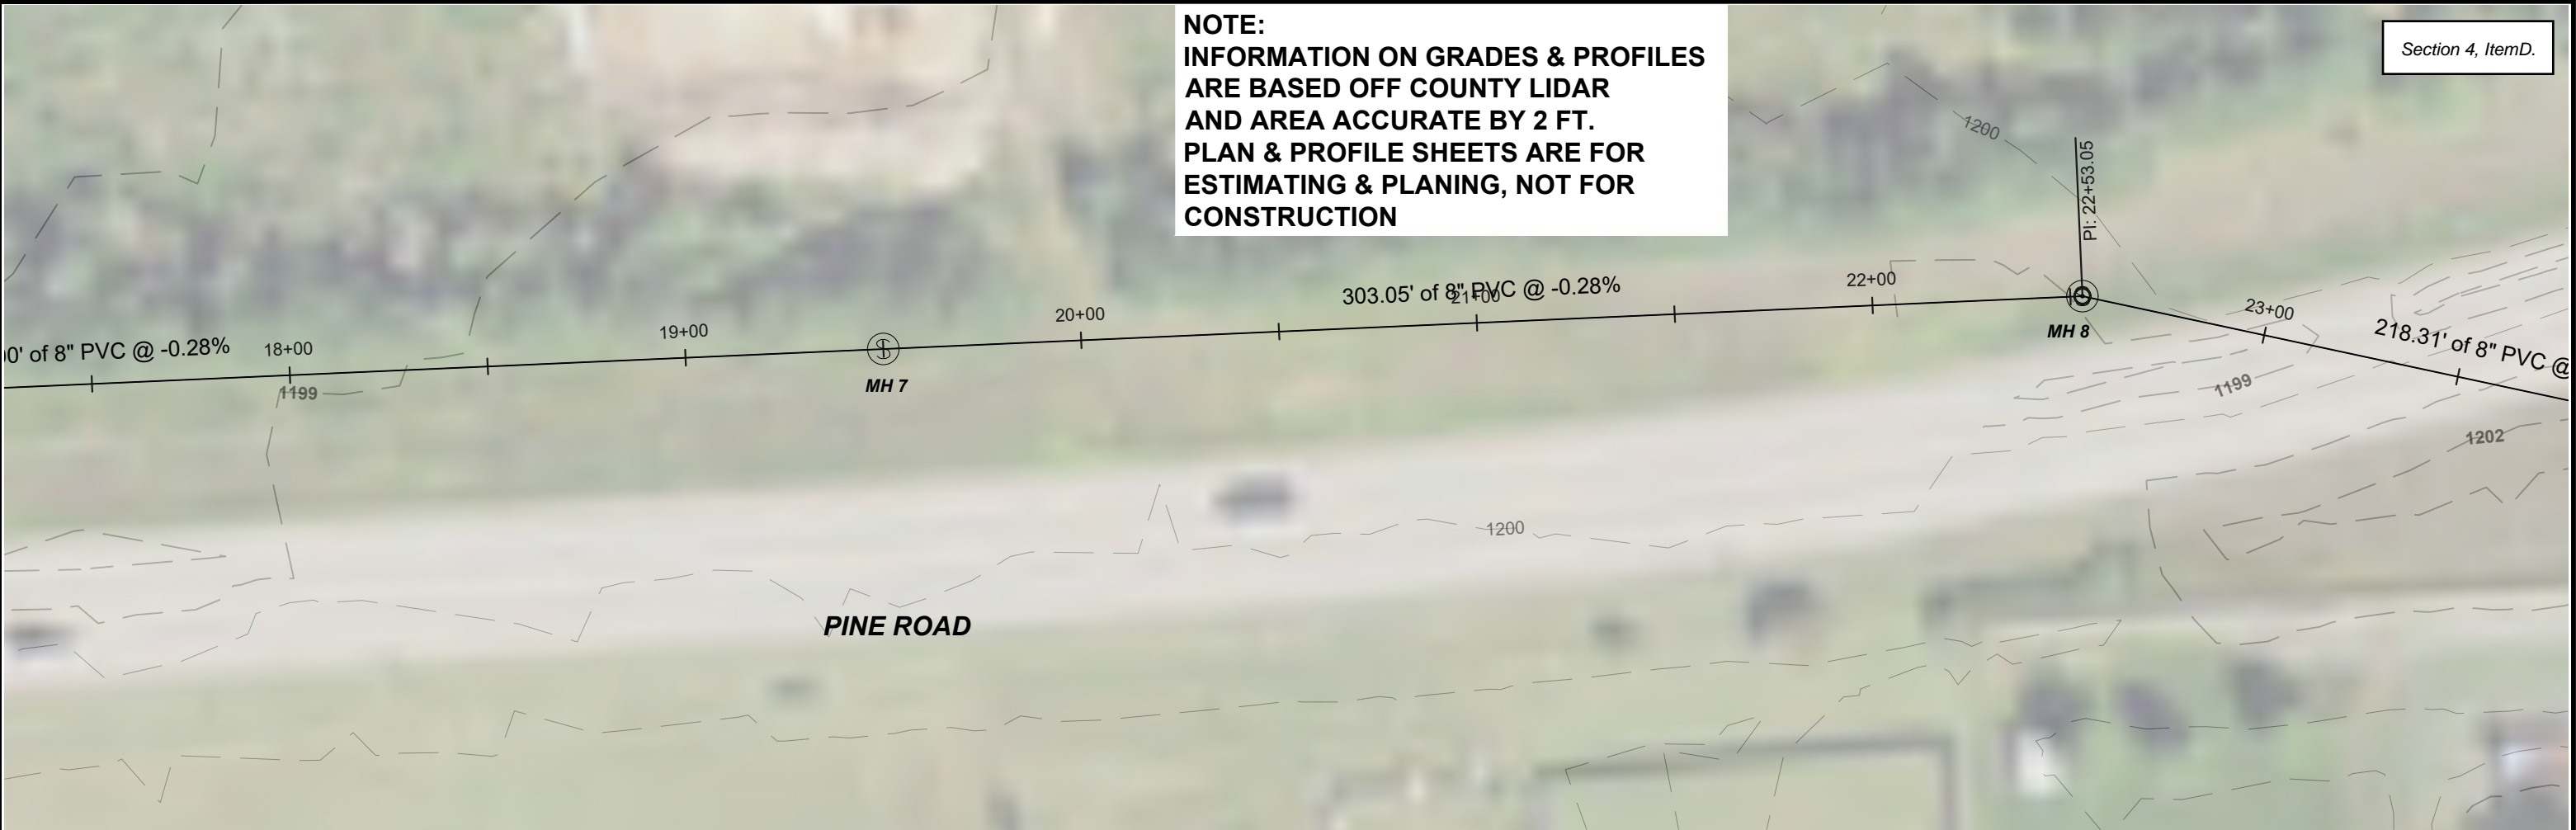 NOTE:
INFORMATION ON GRADES & PROFILES
ARE BASED OFF COUNTY LIDAR
AND AREA ACCURATE BY 2 FT.
PLAN & PROFILE SHEETS ARE FOR
ESTIMATING & PLANING, NOT FOR
CONSTRUCTION
Section 4, ItemD.
1200
PI: 22+53.05
00' of 8" PVC @ -0.28%
18+00
19+00
20+00
303.05' of 8" PVC @ -0.28%
21+00
22+00
23+00
218.31' of 8" PVC @
MH 7
MH 8
1199
1199
1202
1200
PINE ROAD